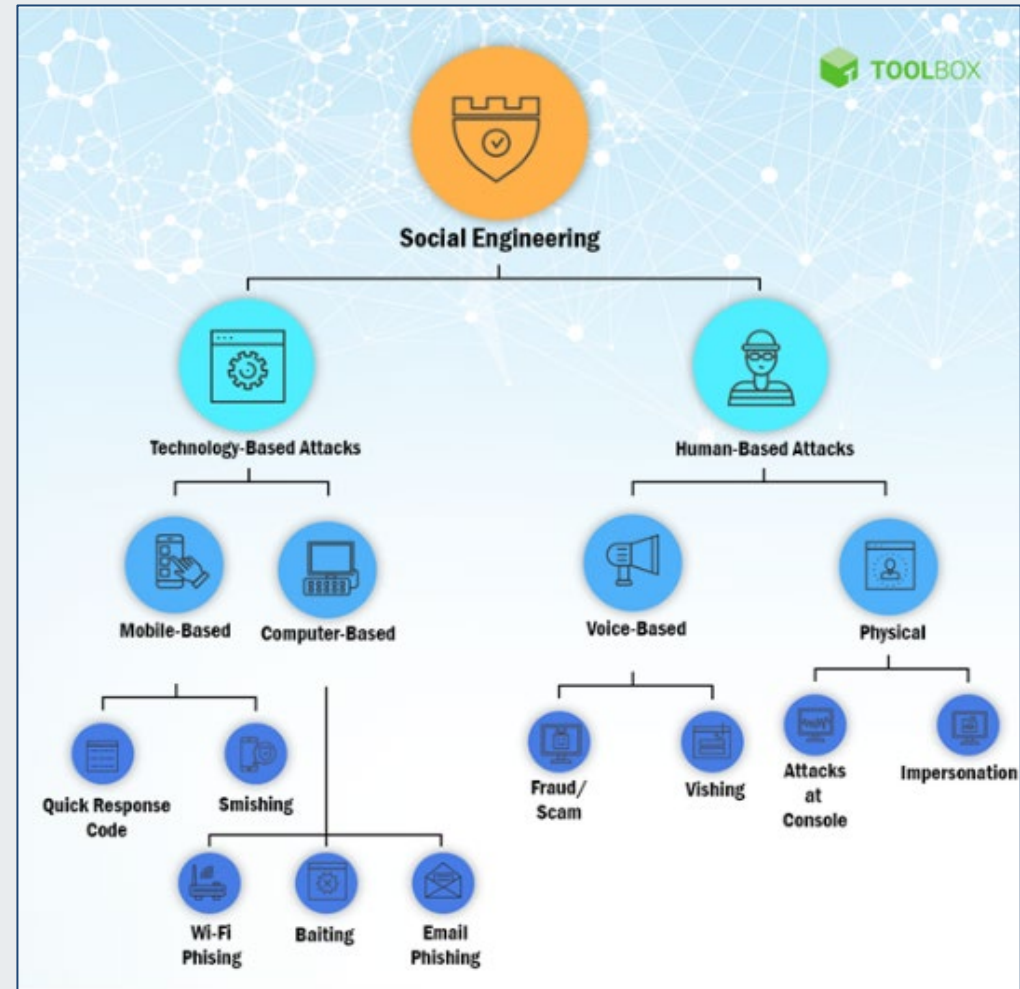 TOOLBOX
Social Engineering
Technology-Based Attacks
Human-Based Attacks
Mobile-Based
Computer-Based
Voice-Based
Physical
Quick Response
Code
Smishing
Fraud/
Scam
Vishing
Attacks
at
Console
Impersonation
Wi-Fi
Phising
Baiting
Email
Phishing